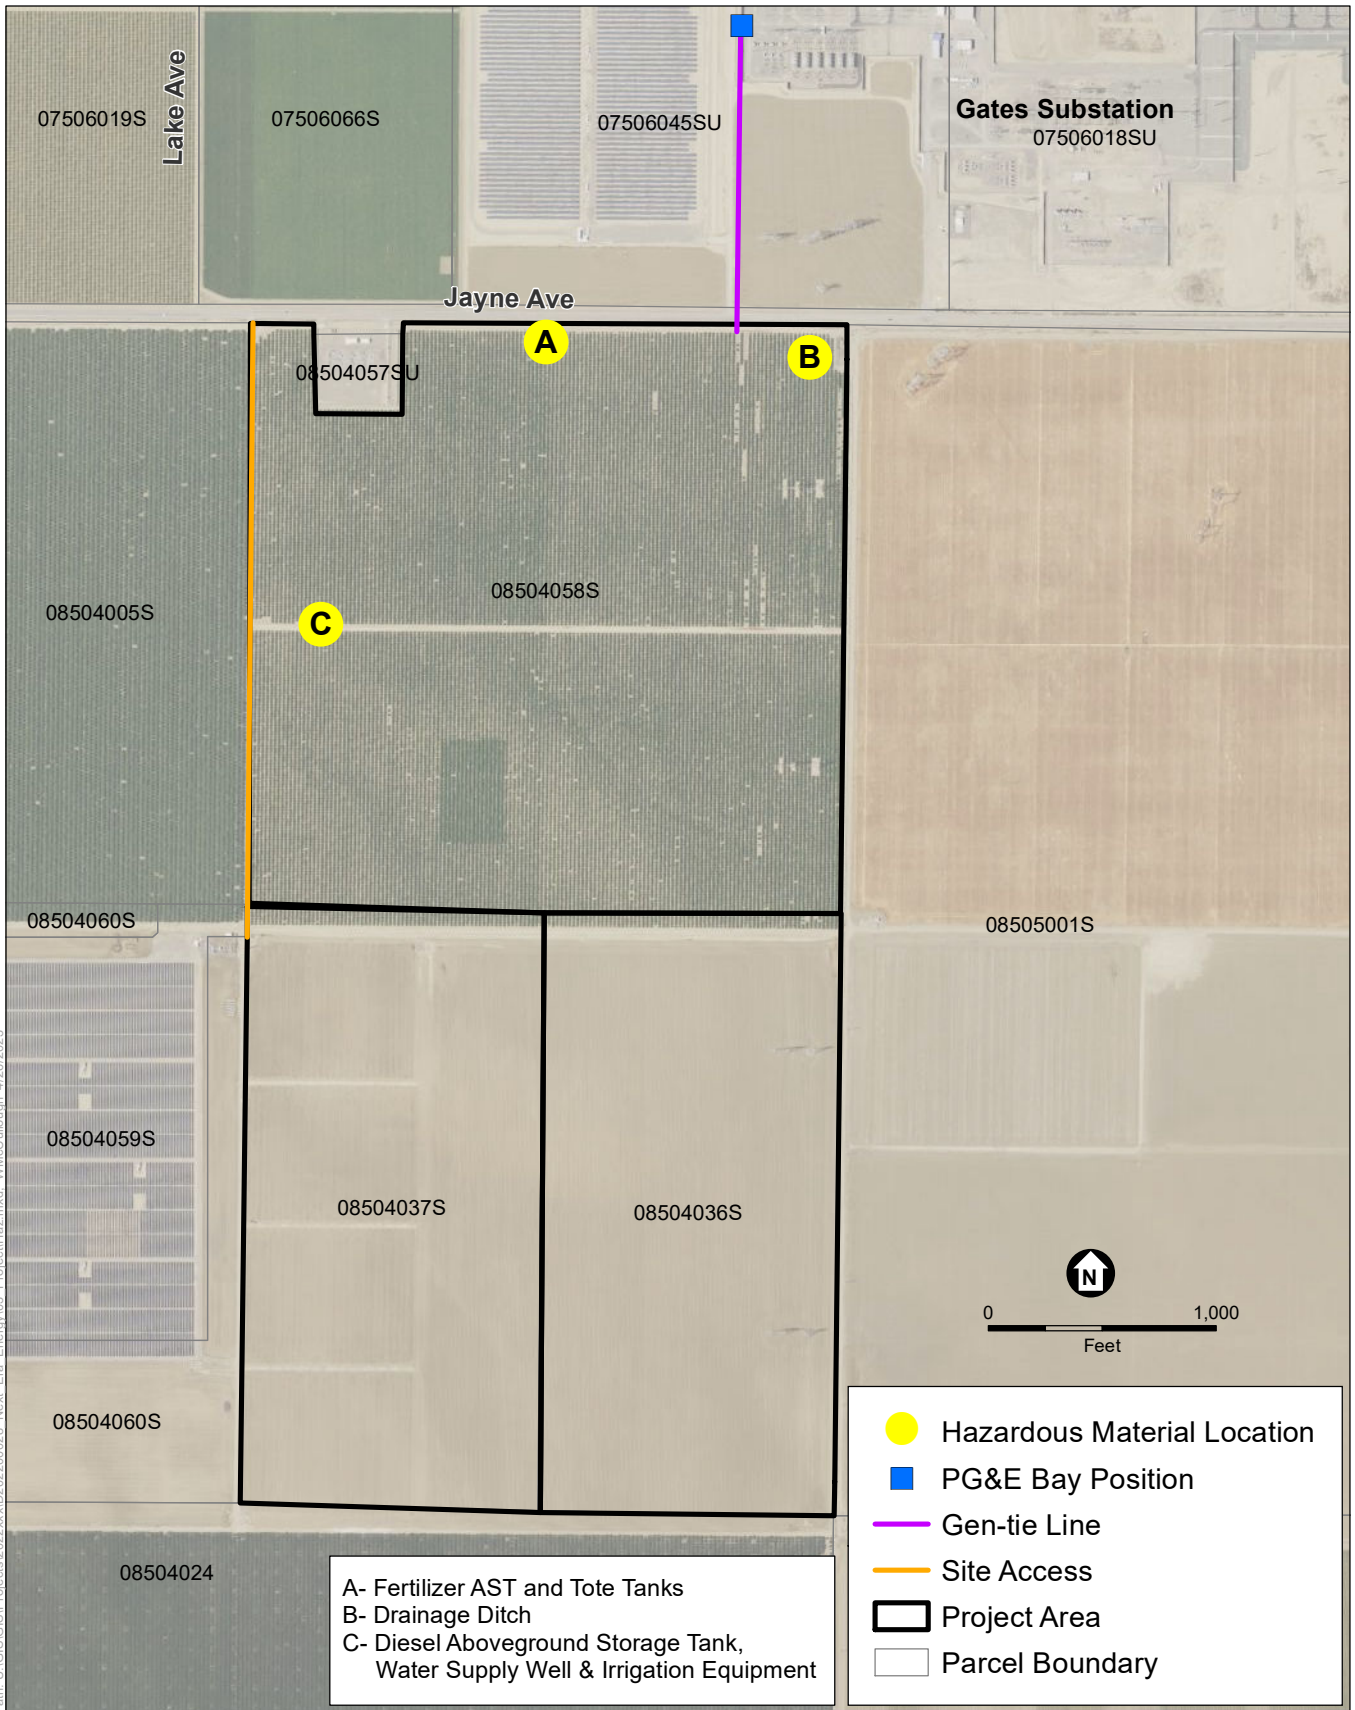 Lake Ave
07506019S
07506066S
07506045SU
Gates Substation
07506018SU
Jayne Ave
A
B
08504057SU
08504058S
08504005S
C
08504060S
08505001S
08504059S
08504037S
08504036S
N
0 1,000
Feet
08504060S
08504024
A- Fertilizer AST and Tote Tanks
B- Drainage Ditch
C- Diesel Aboveground Storage Tank,
Water Supply Well & Irrigation Equipment
Hazardous Material Location
PG&E Bay Position
Gen-tie Line
Site Access
Project Area
Parcel Boundary